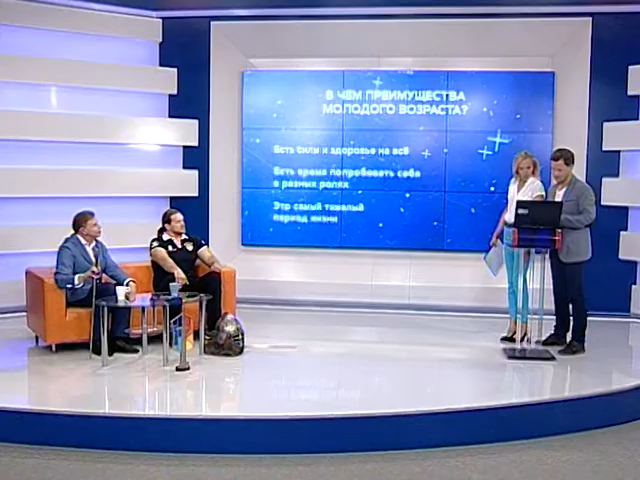 В ЧЕМ ПРЕИМУЩЕСТВА
МОЛОДОГО ВОЗРАСТА?
Есть силы и здоровье на всё
Есть время попробовать себя
в разных ролях
Это самый тяжелый
период жизни